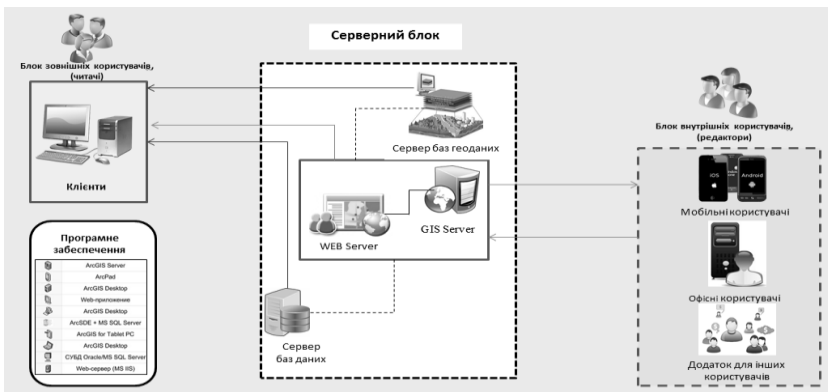 Серверний блок
Блок зовнішніх користувачів,
(читачі)
Клієнти
Програмне
забеспечення
ArcGIS Server
ArcPad
ArcGIS Desktop
Web-приложение
ArcGIS Desktop
ArcSDE + MS SQL Server
ArcGIS for Tablet PC
ArcGIS Desktop
СУБД Oracle/MS SQL Server
Web-сервер (MS IIS)
Сервер баз геоданих
WEB Server
GIS Server
Сервер
баз даних
Блок внутрішніх користувачів,
(редактори)
iOS
Android
Мобільні користувачі
Офісні користувачі
Додаток для інших
користувачів